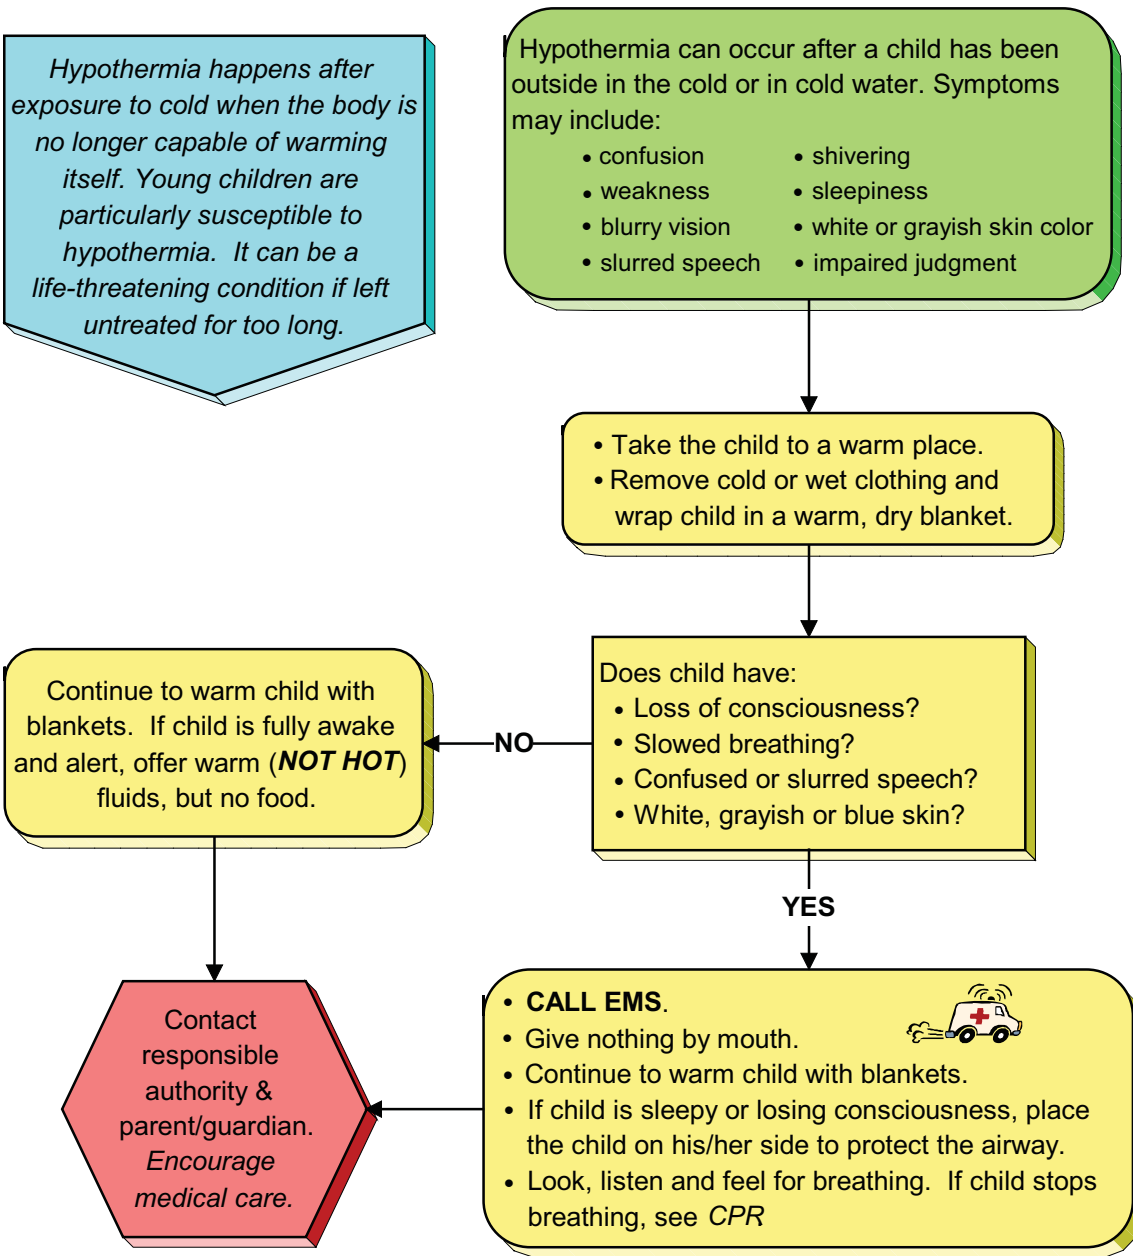 Hypothermia happens after
exposure to cold when the body is
no longer capable of warming
itself. Young children are
particularly susceptible to
hypothermia. It can be a
life-threatening condition if left
untreated for too long.
Hypothermia can occur after a child has been
outside in the cold or in cold water. Symptoms
may include:
• confusion
• weakness
• blurry vision
• slurred speech
• shivering
• sleepiness
• white or grayish skin color
• impaired judgment
• Take the child to a warm place.
• Remove cold or wet clothing and
wrap child in a warm, dry blanket.
Does child have:
• Loss of consciousness?
• Slowed breathing?
• Confused or slurred speech?
• White, grayish or blue skin?
NO
Continue to warm child with
blankets. If child is fully awake
and alert, offer warm (NOT HOT)
fluids, but no food.
YES
• CALL EMS.
• Give nothing by mouth.
• Continue to warm child with blankets.
• If child is sleepy or losing consciousness, place
the child on his/her side to protect the airway.
• Look, listen and feel for breathing. If child stops
breathing, see CPR
Contact
responsible
authority &
parent/guardian.
Encourage
medical care.